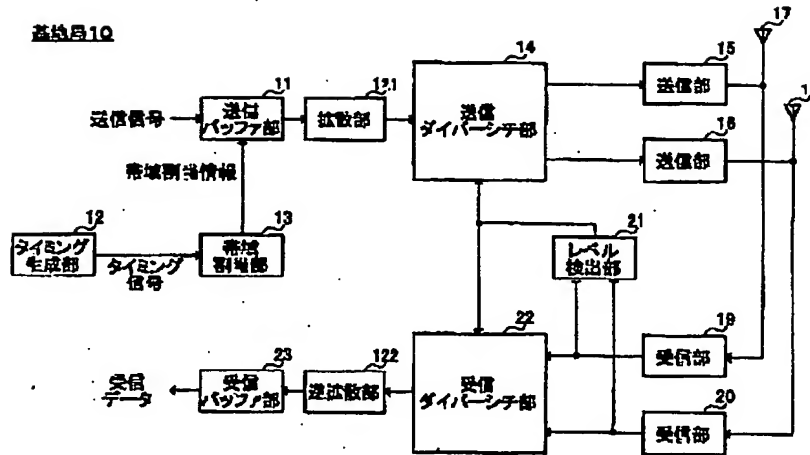 基地局10
送信信号
11
送信
バッファ部
121
拡散部
14
送信
ダイバーシチ部
15
送信部
17
16
送信部
帯域割当情報
12
タイミング
生成部
タイミング
信号
13
帯域
割当部
21
レベル
検出部
22
受信
ダイバーシチ部
19
受信部
20
受信部
122
逆拡散部
23
受信
バッファ部
受信
データ